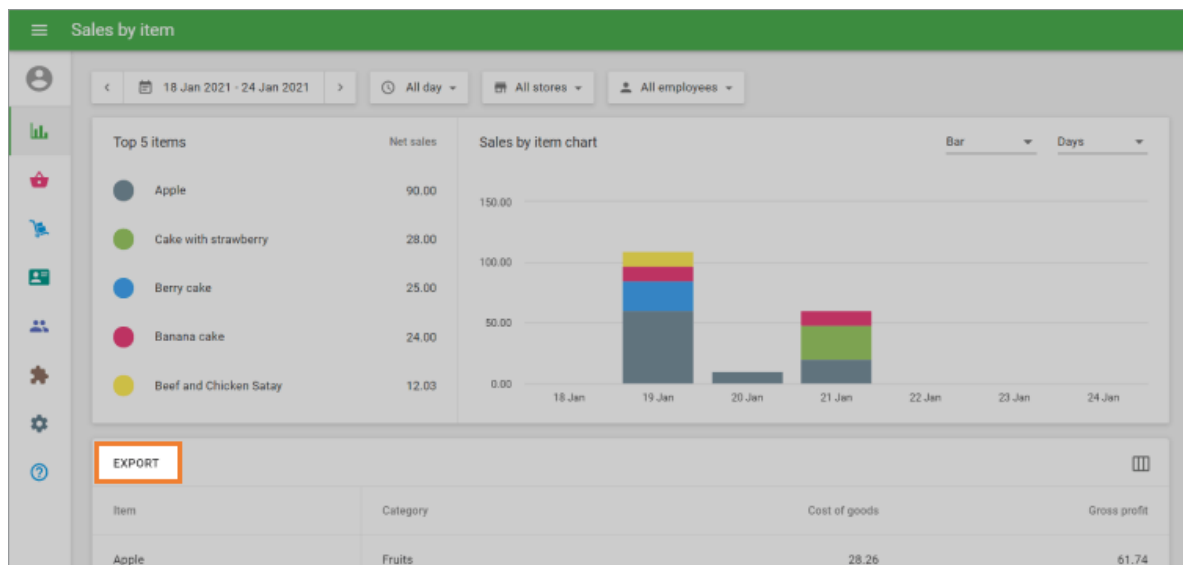 Sales by item
18 Jan 2021 - 24 Jan 2021
All day
All stores
All employees
Top 5 items
Net sales
Apple
90.00
Cake with strawberry
28.00
Berry cake
25.00
Banana cake
24.00
Beef and Chicken Satay
12.03
Sales by item chart
Bar
Days
150.00
100.00
50.00
0.00
18 Jan
19 Jan
20 Jan
21 Jan
22 Jan
23 Jan
24 Jan
EXPORT
Item
Category
Cost of goods
Gross profit
Apple
Fruits
28.26
61.74